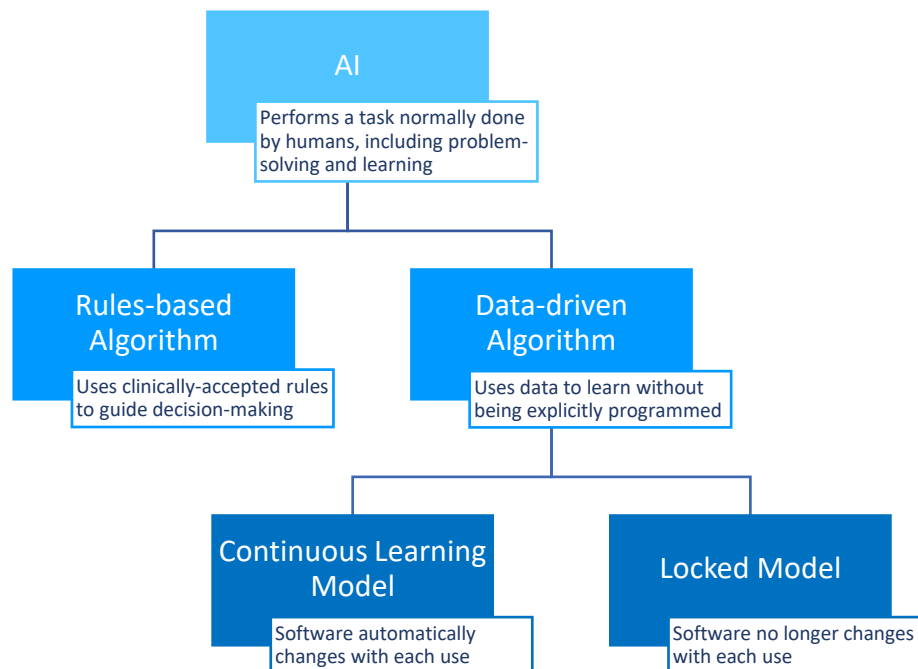 AI
Performs a task normally done
by humans, including problem-
solving and learning
Rules-based
Algorithm
Uses clinically-accepted rules
to guide decision-making
Data-driven
Algorithm
Uses data to learn without
being explicitly programmed
Continuous Learning
Model
Software automatically
changes with each use
Locked Model
Software no longer changes
with each use